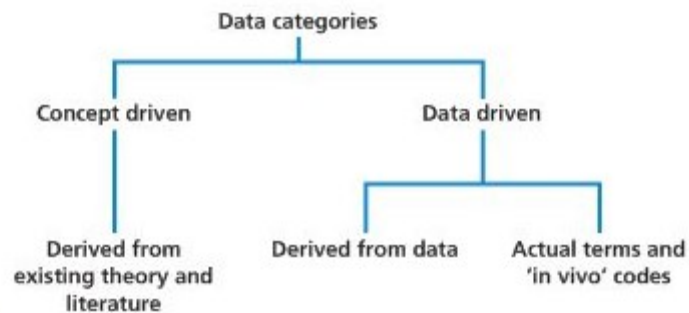 Data categories
Concept driven
Data driven
Derived from
existing theory and
literature
Derived from data
Actual terms and
'in vivo' codes